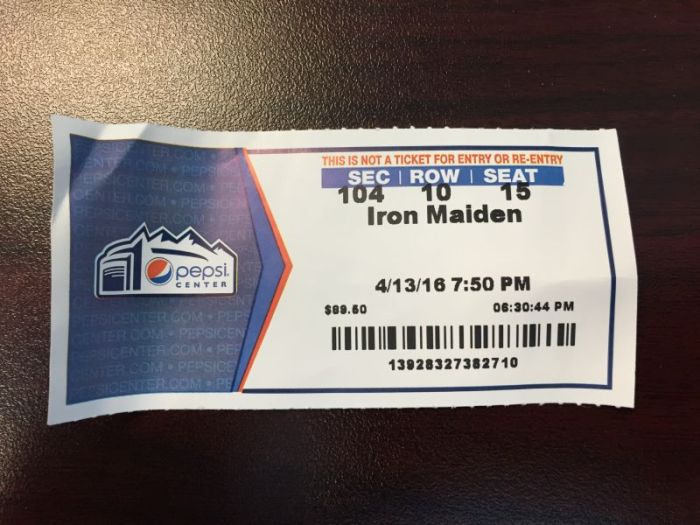 THIS IS NOT A TICKET FOR ENTRY OR RE-ENTRY
SEC | ROW | SEAT
104 10 15
Iron Maiden
pepsi
CENTER
4/13/16 7:50 PM
$89.50 06:30:44 PM
13928327382710